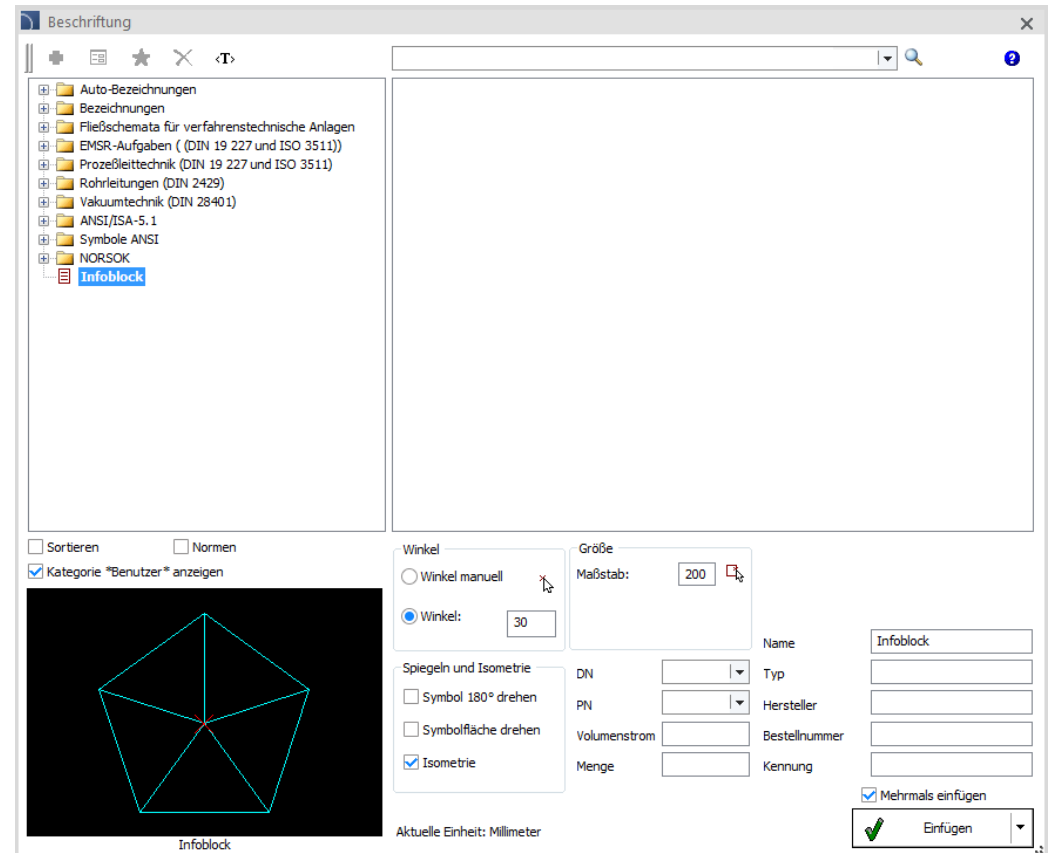 Beschriftung
<T>
Auto-Bezeichnungen
Bezeichnungen
Fließschemata für verfahrenstechnische Anlagen
EMSR-Aufgaben ( (DIN 19 227 und ISO 3511))
Prozeßleittechnik (DIN 19 227 und ISO 3511)
Rohrleitungen (DIN 2429)
Vakuumtechnik (DIN 28401)
ANSI/ISA-5.1
Symbole ANSI
NORSOK
Infoblock
Sortieren
Normen
Kategorie *Benutzer* anzeigen
Infoblock
Winkel
Winkel manuell
Winkel:
30
Größe
Maßstab:
200
Spiegeln und Isometrie
Symbol 180° drehen
Symbolfläche drehen
Isometrie
DN
PN
Volumenstrom
Menge
Name
Infoblock
Typ
Hersteller
Bestellnummer
Kennung
Mehrmals einfügen
Aktuelle Einheit: Millimeter
Einfügen